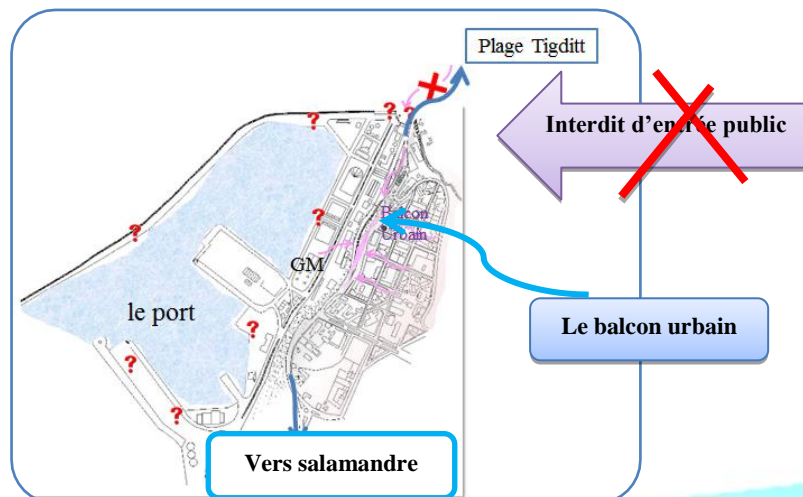 Plage Tigditt
Interdit d'entrée public
?
?
?
?
?
Balcon
Urbain
GM
le port
?
?
?
Le balcon urbain
Vers salamandre